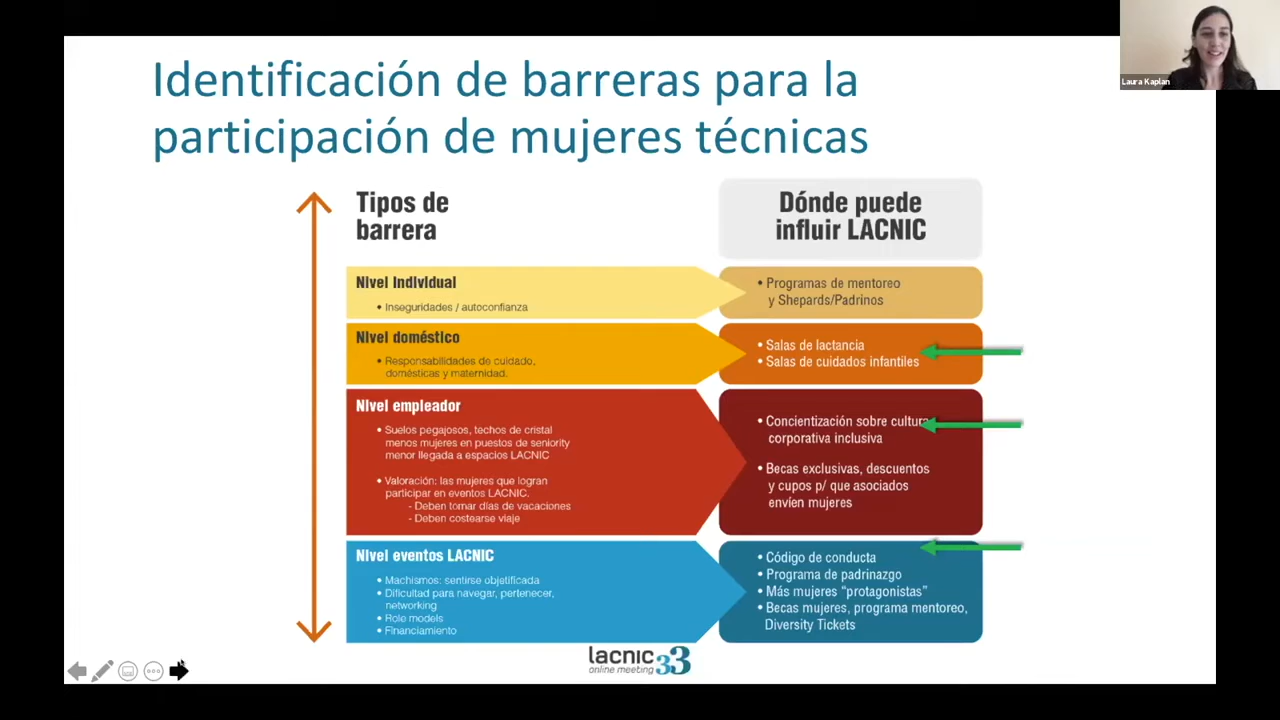 Laura Kaplan
Identificación de barreras para la
participación de mujeres técnicas
Tipos de
barrera
Dónde puede
influir LACNIC
Nivel Individual
• Inseguridades / autoconfianza
• Programas de mentoreo
y Shepards/Padrinos
Nivel doméstico
• Responsabilidades de cuidado,
domésticas y maternidad.
• Salas de lactancia
• Salas de cuidados infantiles
Nivel empleador
• Suelos pegajosos, techos de cristal
menos mujeres en puestos de seniority
menor llegada a espacios LACNIC
• Valoración: las mujeres que logran
participar en eventos LACNIC.
- Deben tomar días de vacaciones
- Deben costearse viaje
• Concientización sobre cultura
corporativa inclusiva
• Becas exclusivas, descuentos
y cupos p/ que asociados
envíen mujeres
Nivel eventos LACNIC
• Machismos: sentirse objetificada
• Dificultad para navegar, pertenecer,
networking
• Role models
• Financiamiento
• Código de conducta
• Programa de padrinazgo
• Más mujeres “protagonistas”
• Becas mujeres, programa mentoreo,
Diversity Tickets
lacnic 33
online meeting